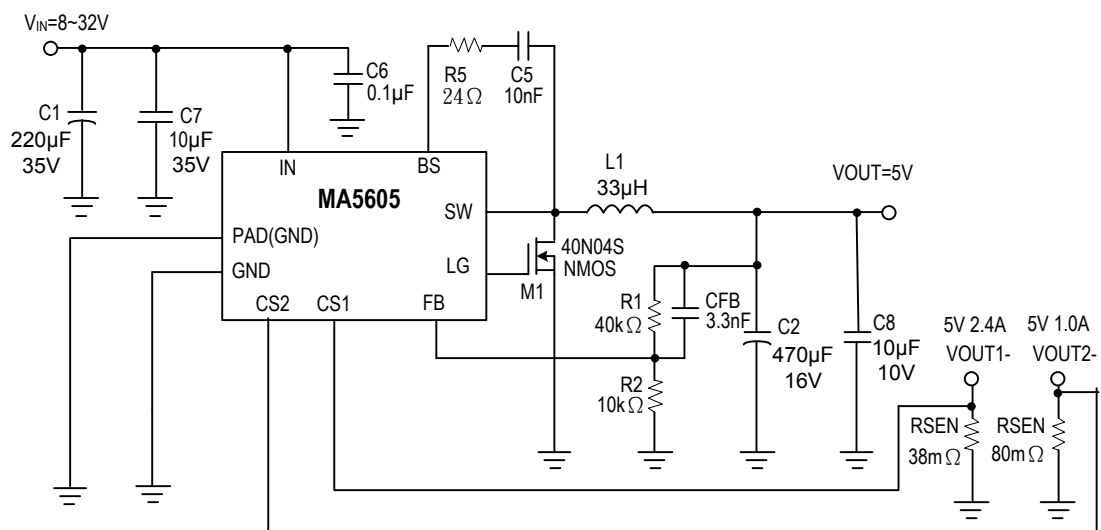 VIN=8~32V
C1
220µF
35V
C7
10µF
35V
C6
0.1µF
R5
24Ω
C5
10nF
IN
BS
MA5605
SW
PAD(GND)
GND
LG
CS2
CS1
FB
L1
33µH
VOUT=5V
40N04S
NMOS
M1
R1
40kΩ
CFB
3.3nF
C2
470µF
16V
C8
10µF
10V
R2
10kΩ
5V 2.4A
VOUT1-
5V 1.0A
VOUT2-
RSEN
38mΩ
RSEN
80mΩ